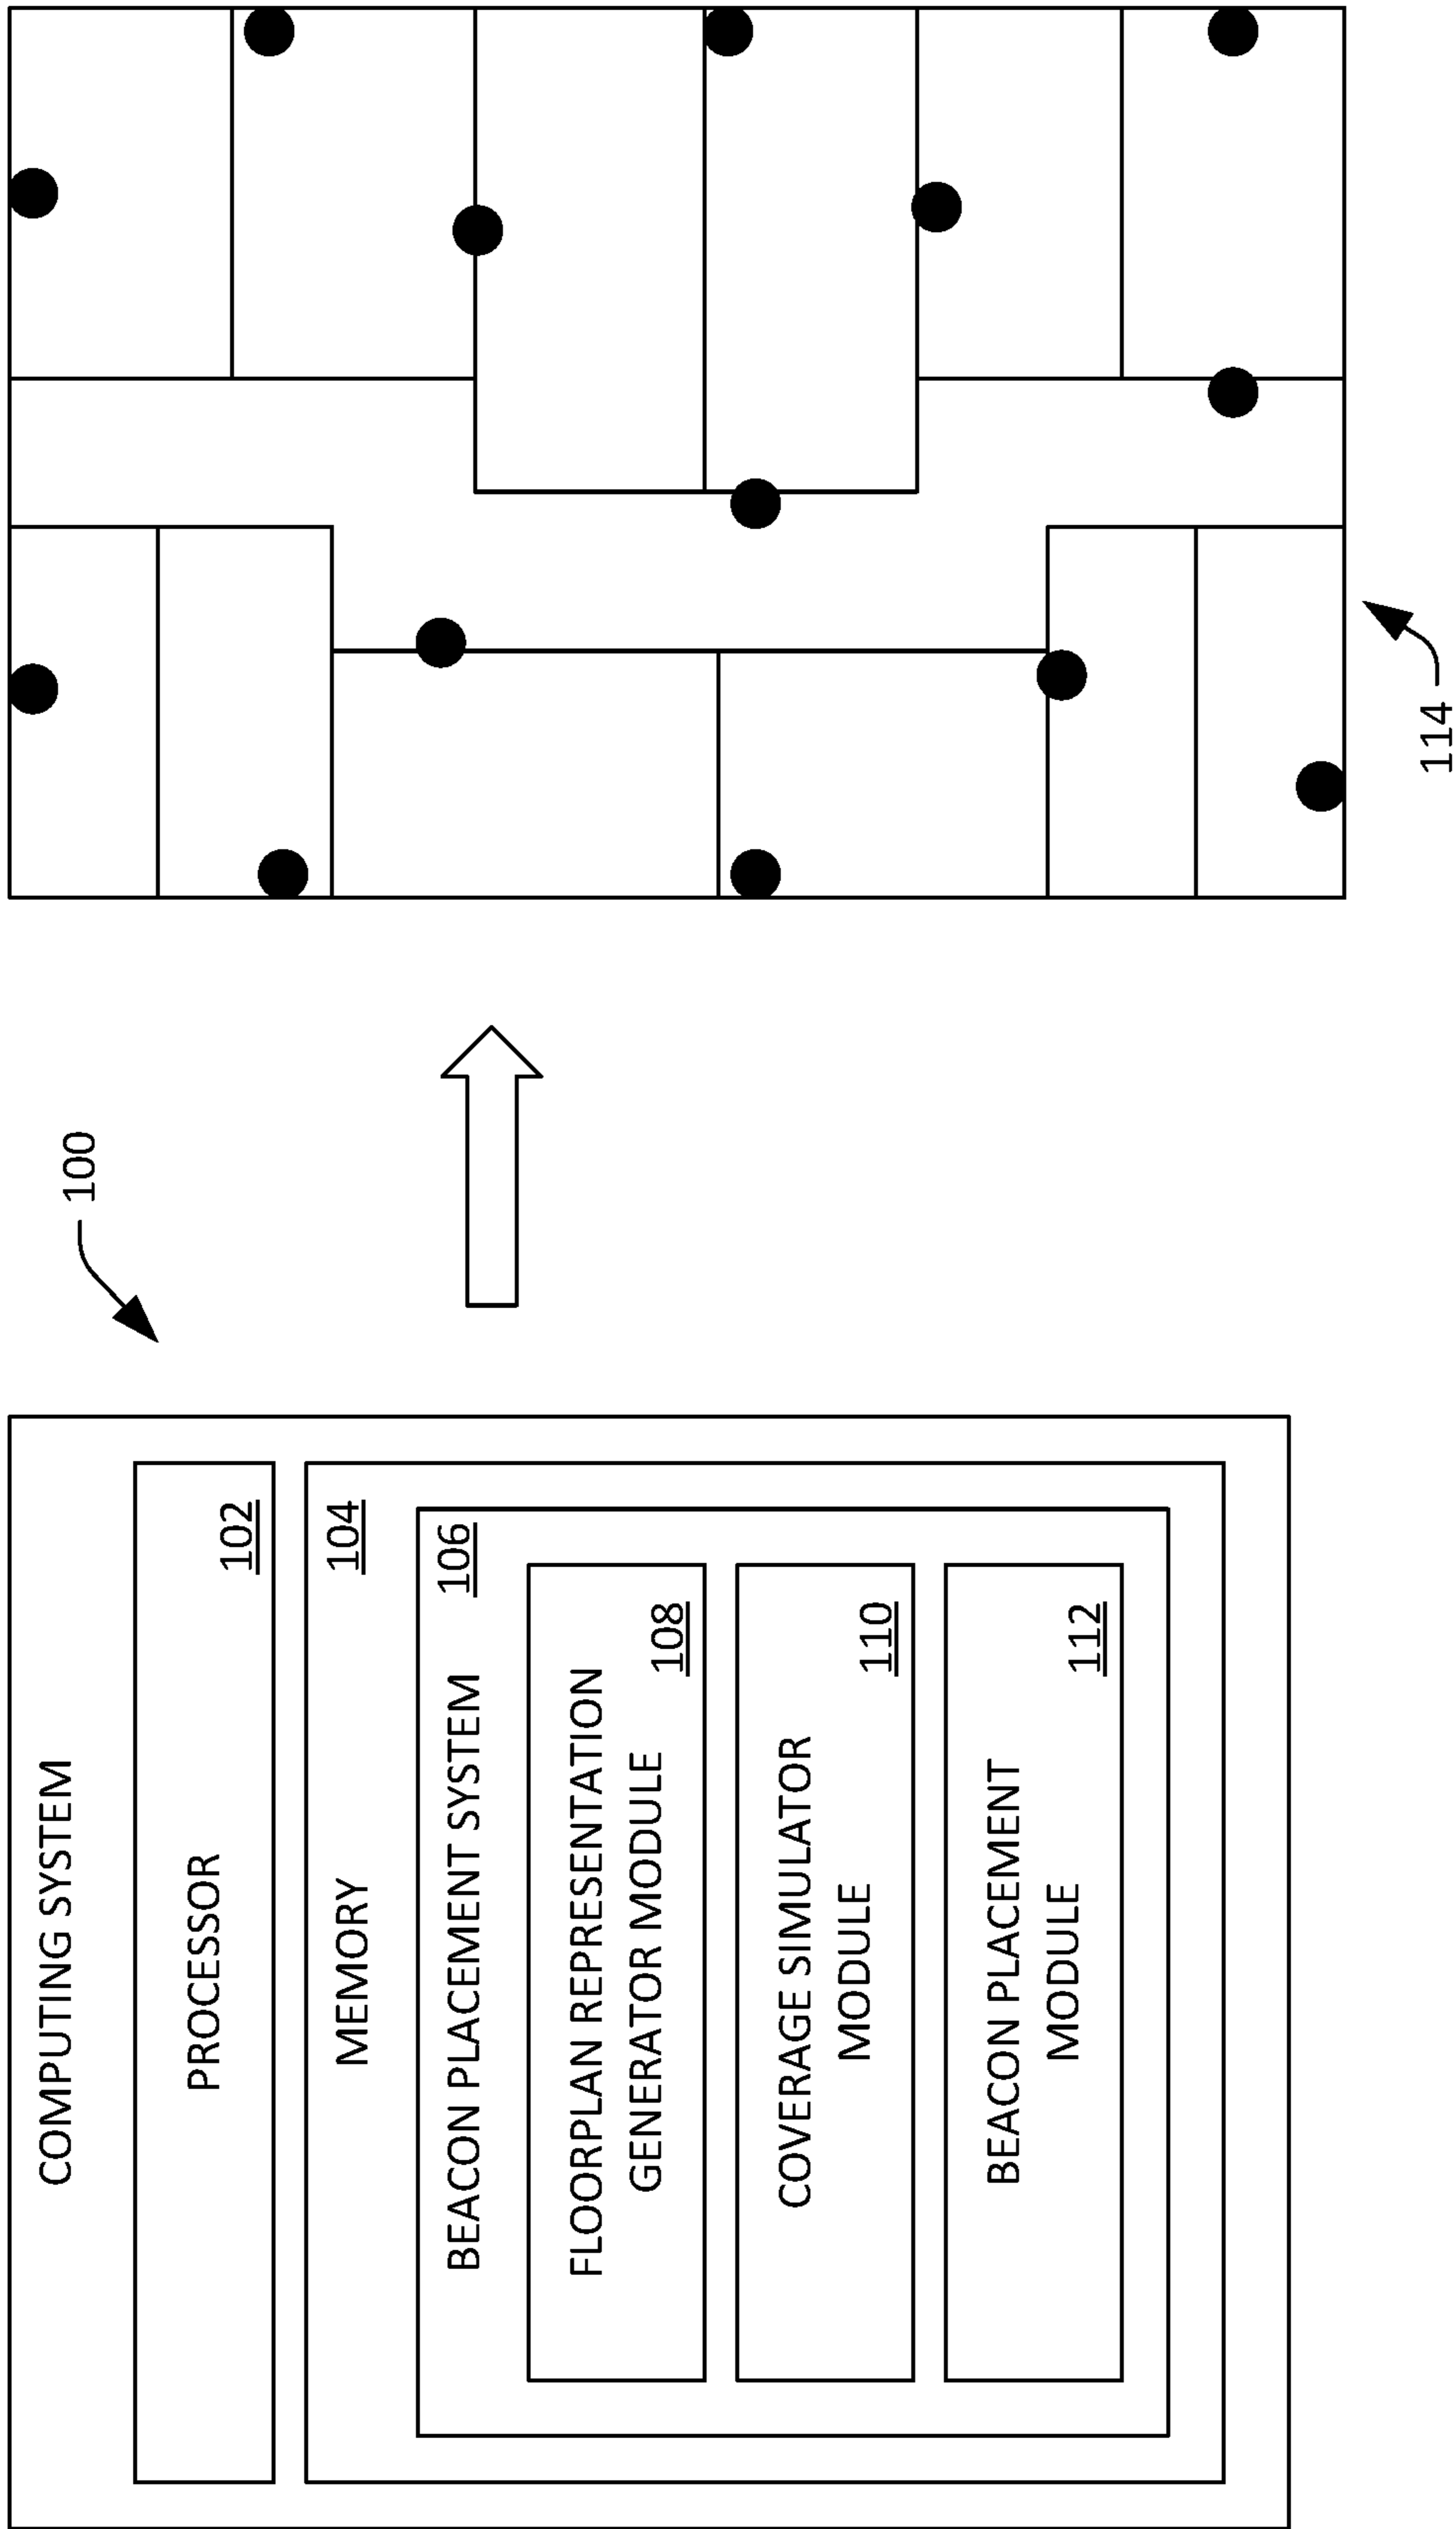 COMPUTING SYSTEM
100
PROCESSOR
102
MEMORY
104
BEACON PLACEMENT SYSTEM
106
FLOORPLAN REPRESENTATION
GENERATOR MODULE
108
COVERAGE SIMULATOR
MODULE
110
BEACON PLACEMENT
MODULE
112
114